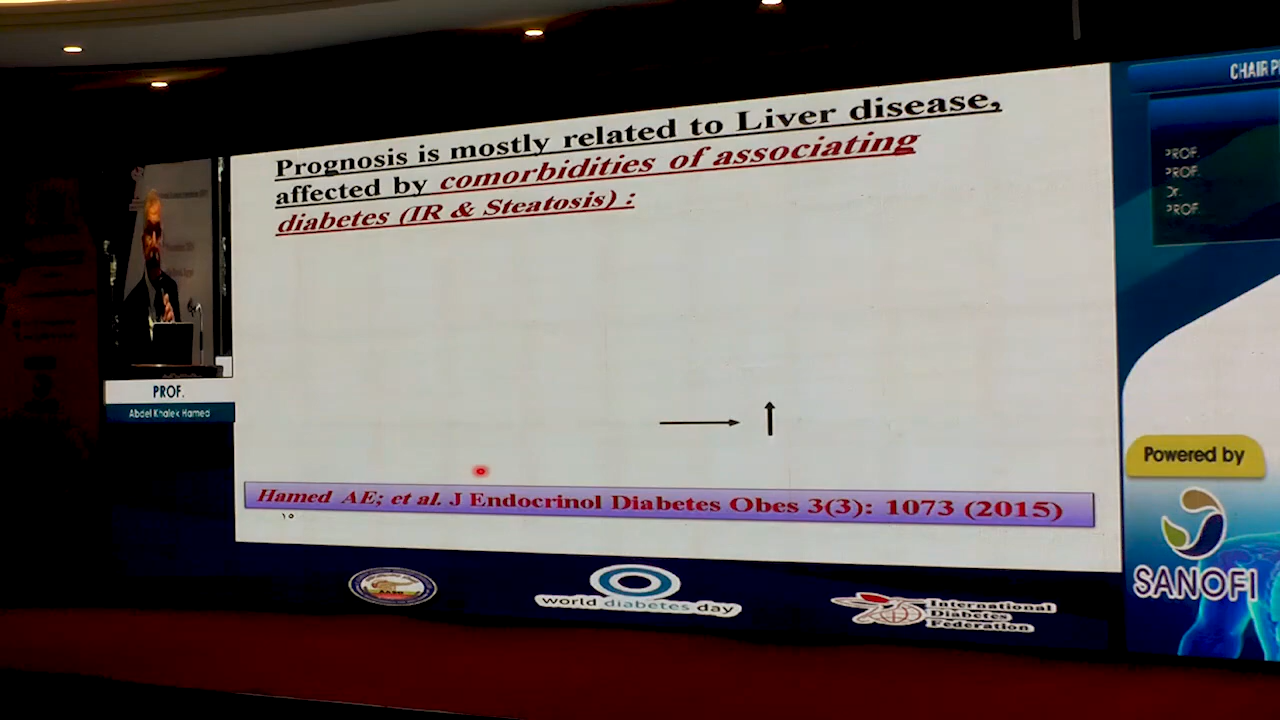 Prognosis is mostly related to Liver disease,
affected by comorbidities of associating
diabetes (IR & Steatosis) :
Hamed AE; et al. J Endocrinol Diabetes Obes 3(3): 1073 (2015)
١٥
PROF.
Abdel Khalek Hamed
CHAIR P
PROF.
PROF.
Dr.
PROF.
Powered by
SANOFI
world diabetes day
International
Diabetes
Federation